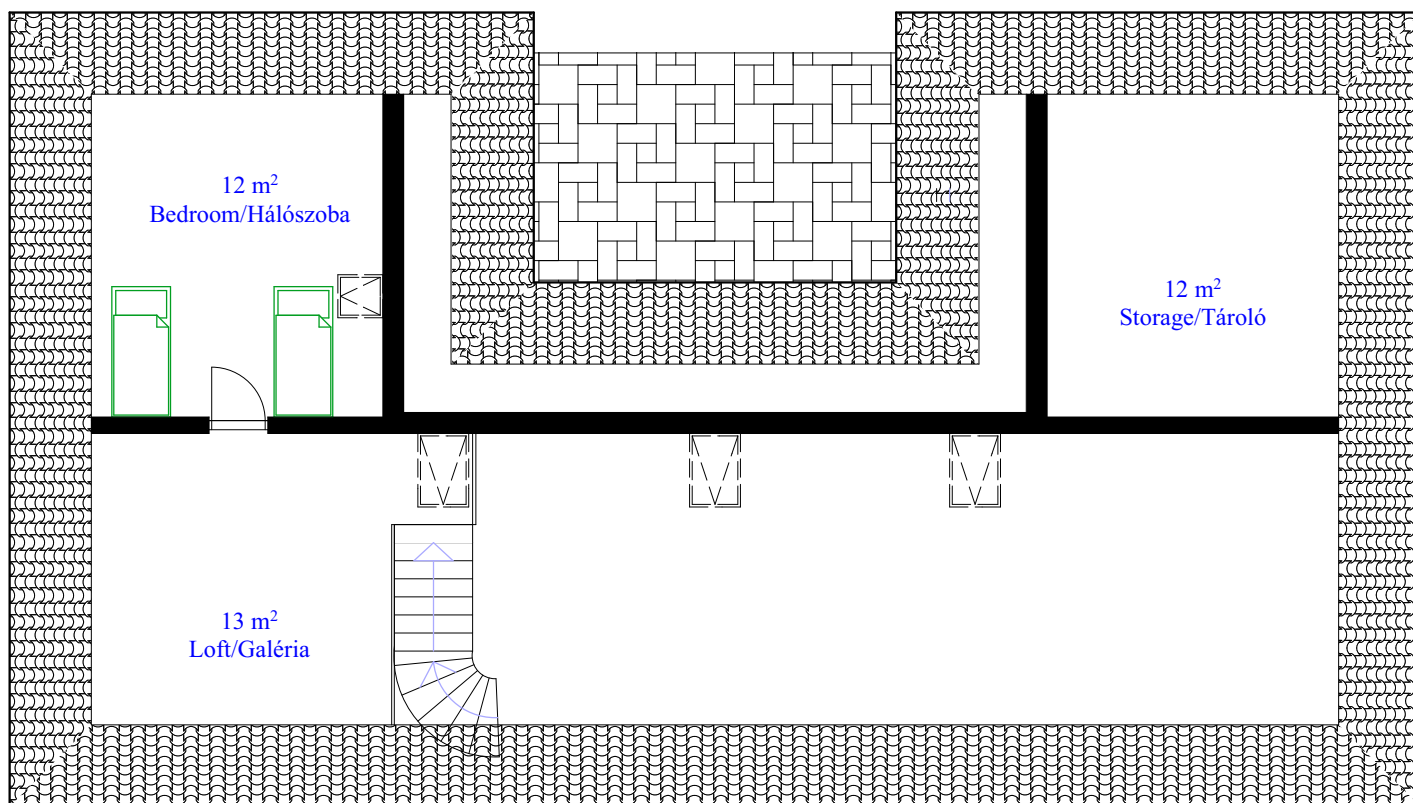 12 m²
Bedroom/Hálószoba
12 m²
Storage/Tároló
13 m²
Loft/Galéria